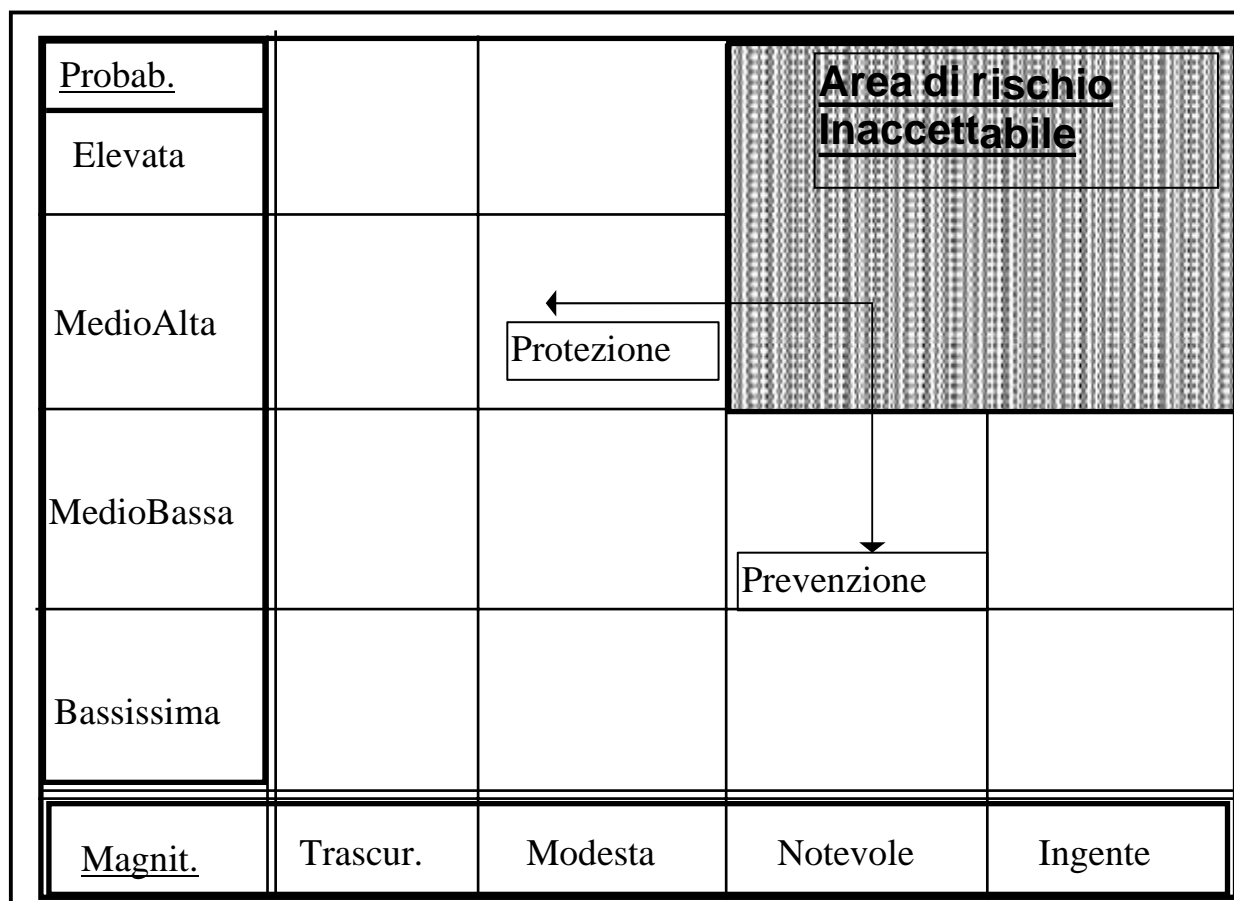 Probab.
Area di rischio
Inaccettabile
Elevata
MedioAlta
Protezione
MedioBassa
Prevenzione
Bassissima
Magnit.
Trascur.
Modesta
Notevole
Ingente